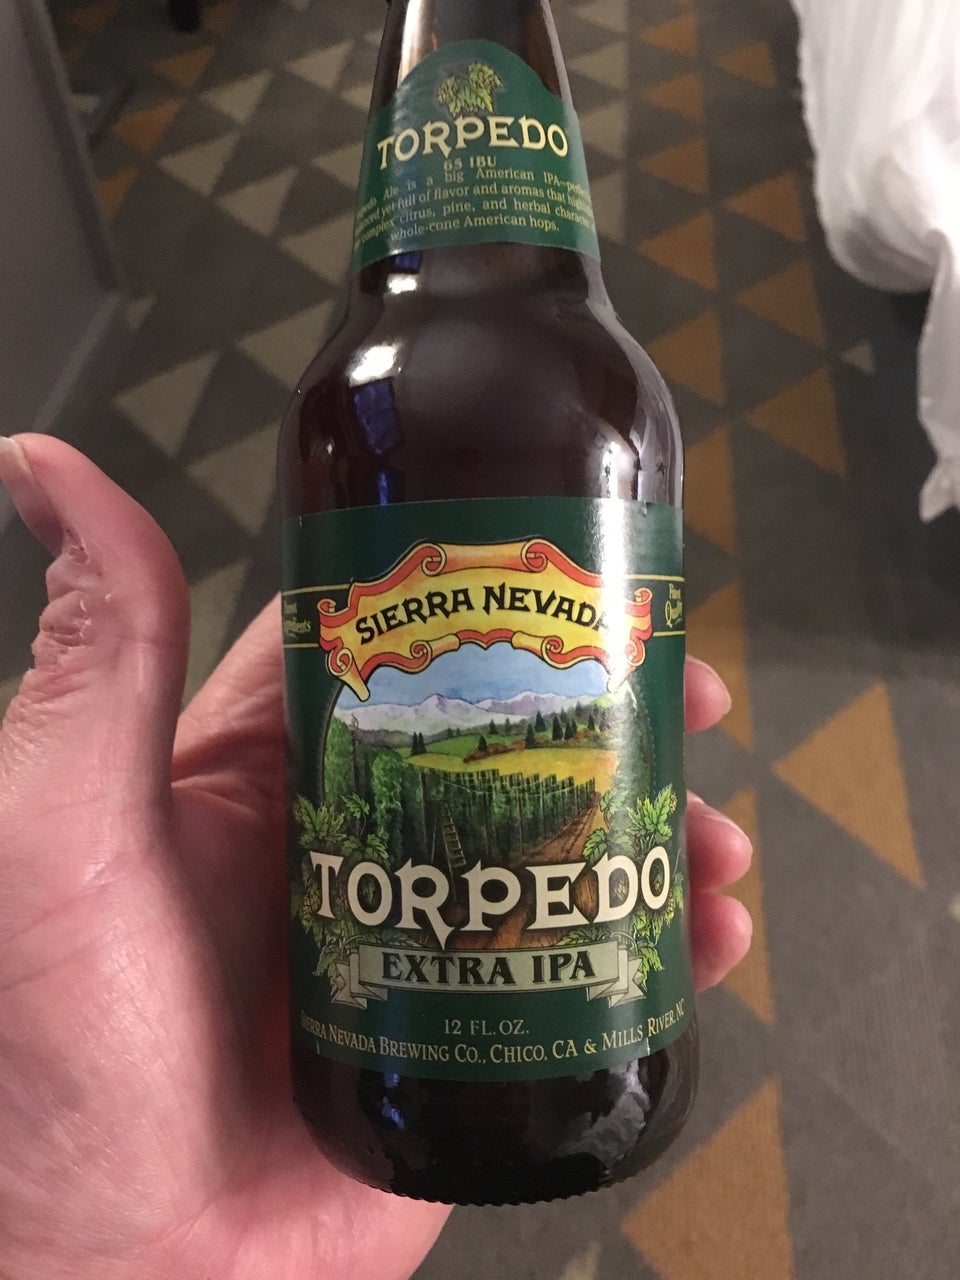 TORPEDO
65 IBU
Ale is a big American IPA—
yet full of flavor and aromas that
complex citrus, pine, and herbal
whole-cone American hops.
Finest
Quality
SIERRA NEVADA
TORPEDO
EXTRA IPA
12 FL. OZ.
SIERRA NEVADA BREWING CO., CHICO, CA & MILLS RIVER, NC